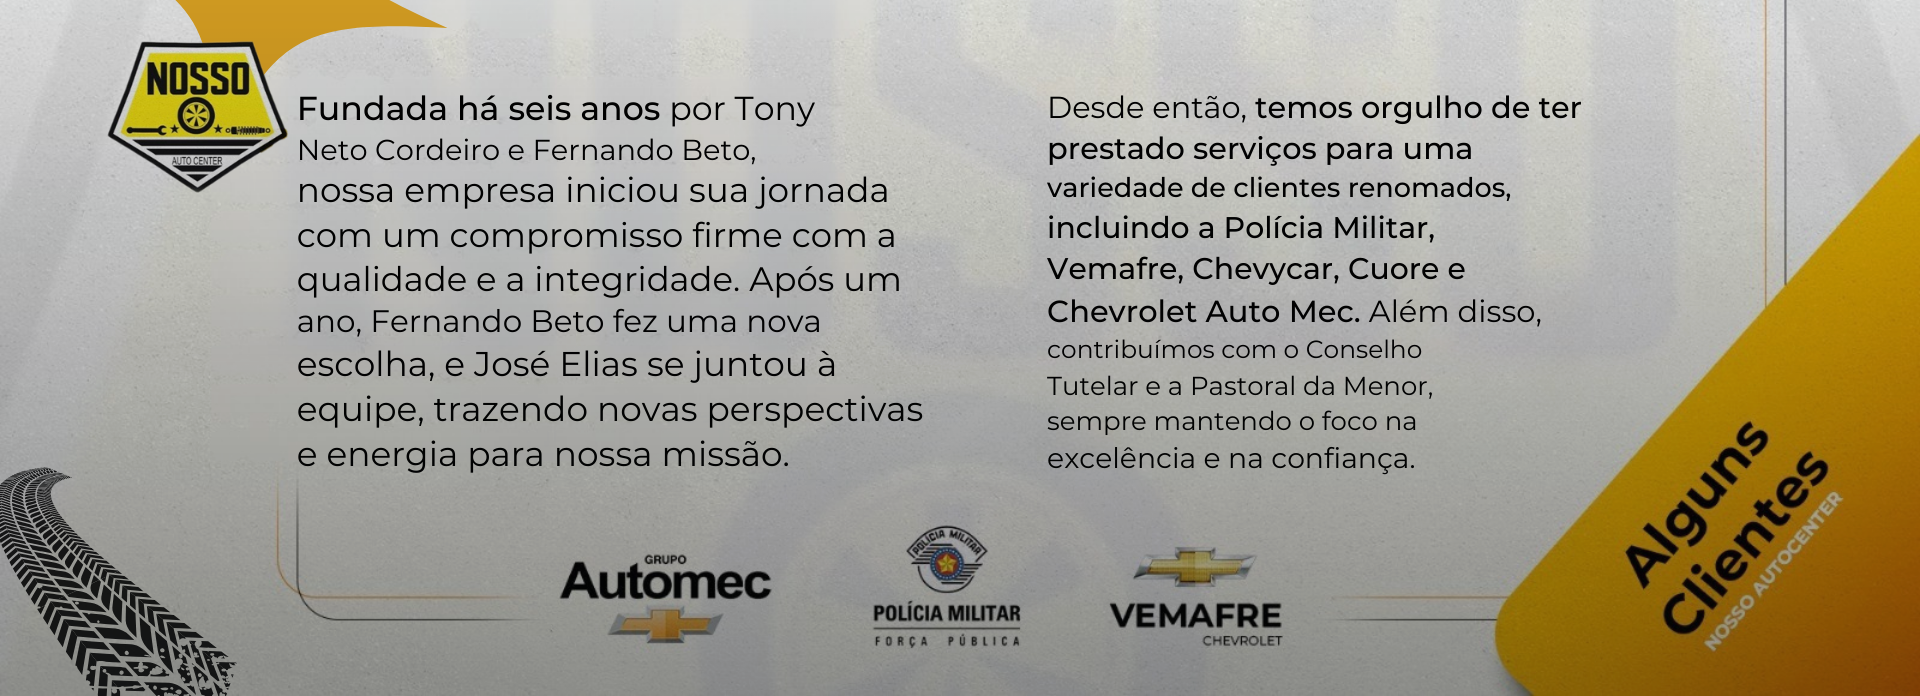 NOSSO
AUTO CENTER
Fundada há seis anos por Tony
Neto Cordeiro e Fernando Beto,
nossa empresa iniciou sua jornada
com um compromisso firme com a
qualidade e a integridade. Após um
ano, Fernando Beto fez uma nova
escolha, e José Elias se juntou à
equipe, trazendo novas perspectivas
e energia para nossa missão.
Desde então, temos orgulho de ter
prestado serviços para uma
variedade de clientes renomados,
incluindo a Polícia Militar,
Vemafre, Chevycar, Cuore e
Chevrolet Auto Mec. Além disso,
contribuímos com o Conselho
Tutelar e a Pastoral da Menor,
sempre mantendo o foco na
excelência e na confiança.
GRUPO
Automec
POLÍCIA MILITAR
POLÍCIA MILITAR
FORÇA PÚBLICA
VEMAFRE
CHEVROLET
Alguns
Clientes
NOSSO AUTOCENTER